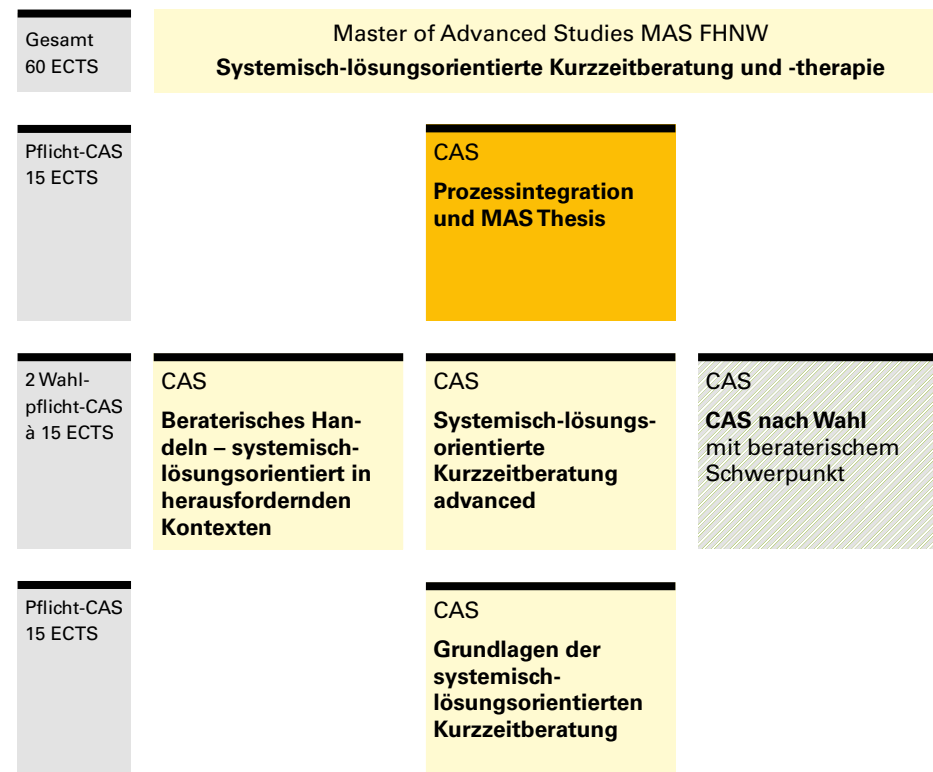 Gesamt
60 ECTS
Master of Advanced Studies MAS FHNW
Systemisch-lösungsorientierte Kurzzeitberatung und -therapie
Pflicht-CAS
15 ECTS
CAS
Prozessintegration
und MAS Thesis
2 Wahl-
pflicht-CAS
à 15 ECTS
CAS
Beraterisches Han-
deln – systemisch-
lösungsorientiert in
herausfordernden
Kontexten
CAS
Systemisch-lösungs-
orientierte
Kurzzeitberatung
advanced
CAS
CAS nach Wahl
mit beraterischem
Schwerpunkt
Pflicht-CAS
15 ECTS
CAS
Grundlagen der
systemisch-
lösungsorientierten
Kurzzeitberatung